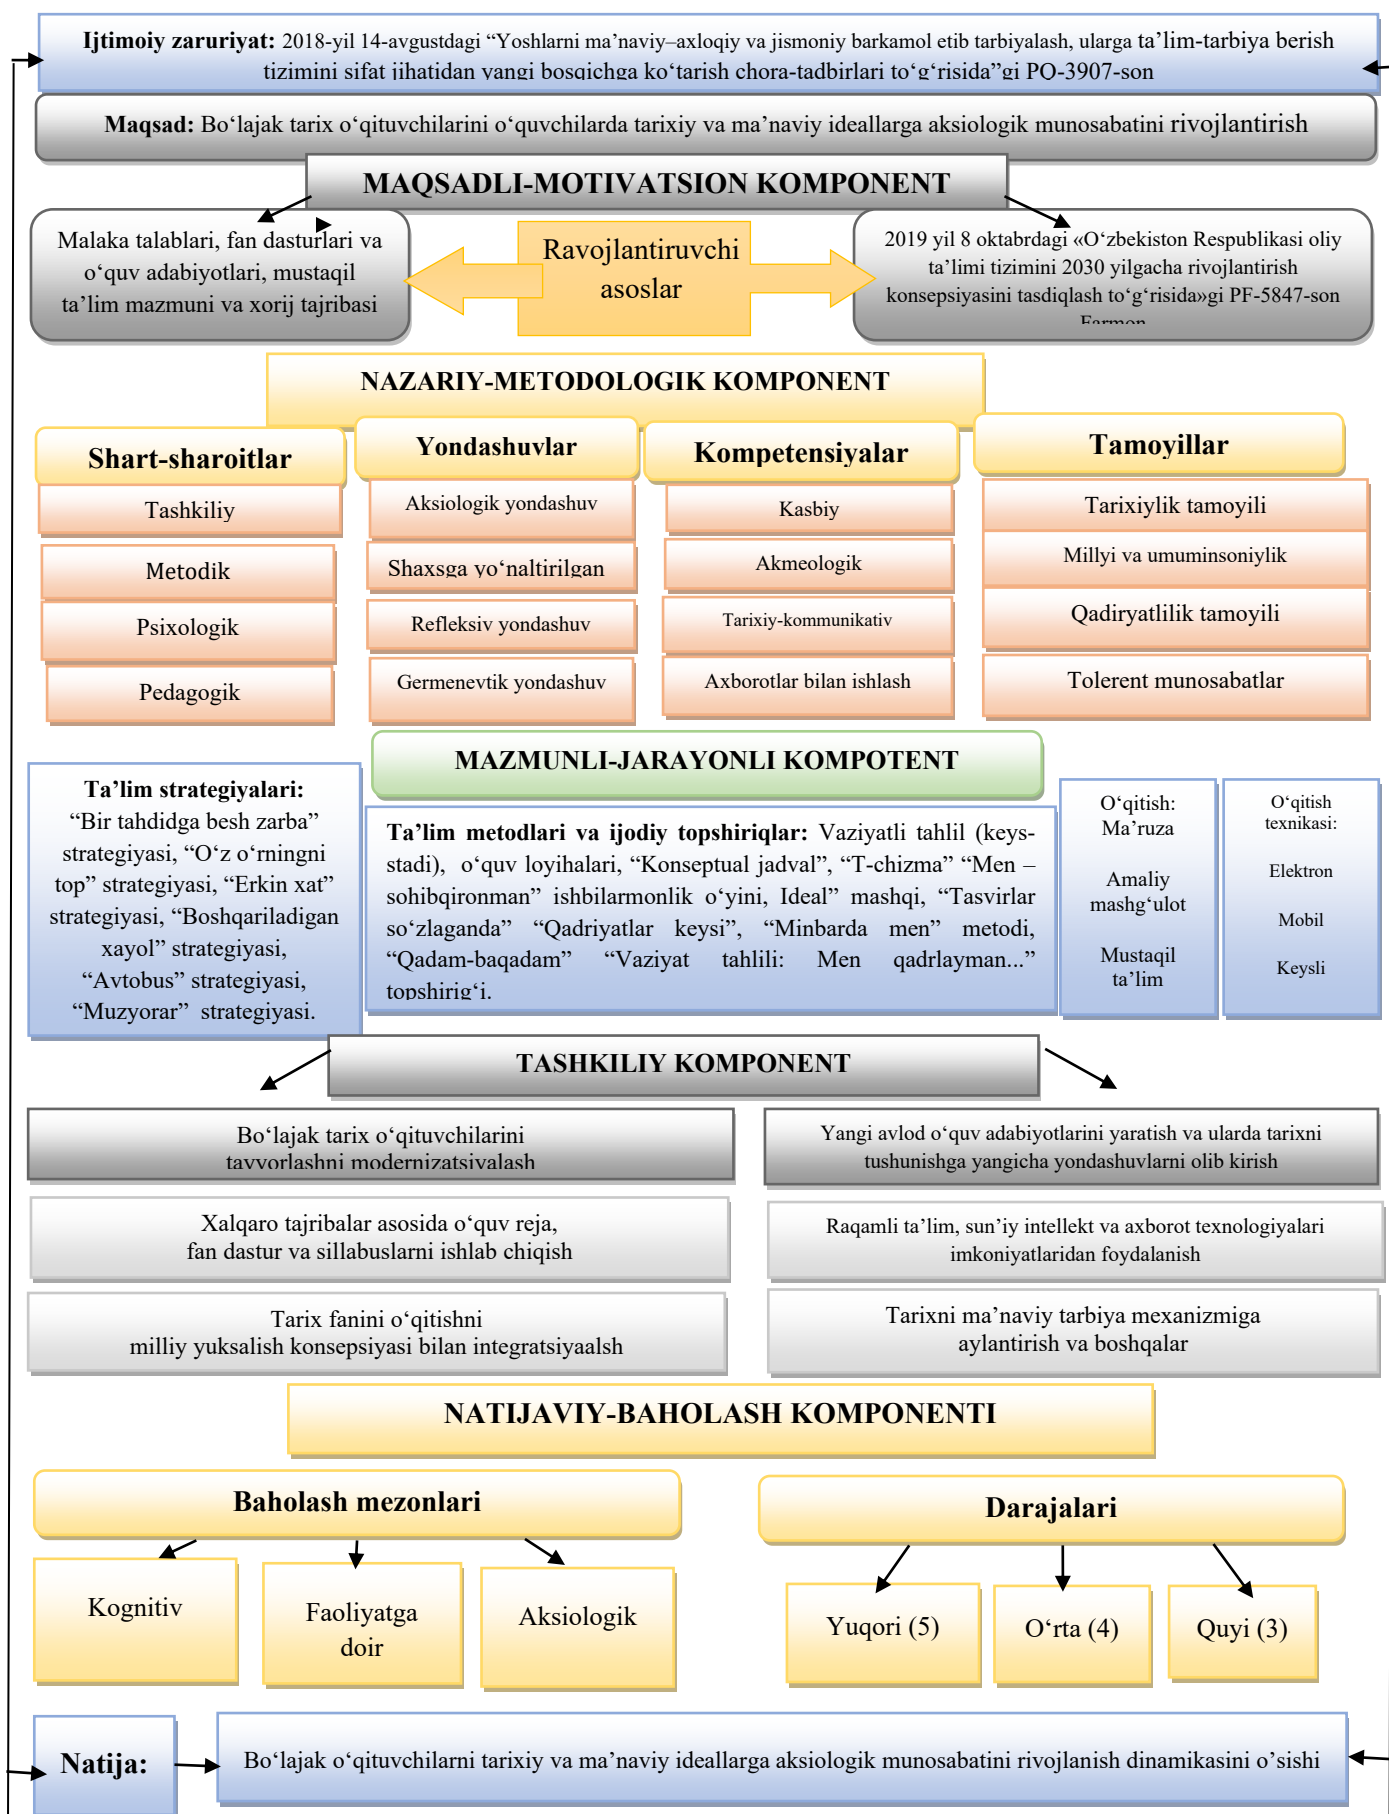 Ijtimoiy zaruriyat: 2018-yil 14-avgustdagi “Yoshlarni ma’naviy–axloqiy va jismoniy barkamol etib tarbiyalash, ularga ta’lim-tarbiya berish
tizimini sifat jihatidan yangi bosqichga ko‘tarish chora-tadbirlari to‘g‘risida”gi PQ-3907-son
Maqsad: Bo‘lajak tarix o‘qituvchilarini o‘quvchilarda tarixiy va ma’naviy ideallarga aksiologik munosabatini rivojlantirish
MAQSADLI-MOTIVATSION KOMPONENT
Malaka talablari, fan dasturlari va
o‘quv adabiyotlari, mustaqil
ta’lim mazmuni va xorij tajribasi
Ravojlantiruvchi
asoslar
2019 yil 8 oktabrdagi «O‘zbekiston Respublikasi oliy
ta’limi tizimini 2030 yilgacha rivojlantirish
konsepsiyasini tasdiqlash to‘g‘risida»gi PF-5847-son
Farmon
NAZARIY-METODOLOGIK KOMPONENT
Shart-sharoitlar
Tashkiliy
Metodik
Psixologik
Pedagogik
Yondashuvlar
Aksiologik yondashuv
Shaxsga yo‘naltirilgan
Refleksiv yondashuv
Germenevtik yondashuv
Kompetensiyalar
Kasbiy
Akmeologik
Tarixiy-kommunikativ
Axborotlar bilan ishlash
Tamoyillar
Tarixiylik tamoyili
Millyi va umuminsoniylik
Qadiryatlilik tamoyili
Tolerent munosabatlar
MAZMUNLI-JARAYONLI KOMPOTENT
Ta’lim strategiyalari:
“Bir tahdidga besh zarba”
strategiyasi, “O‘z o‘rningni
top” strategiyasi, “Erkin xat”
strategiyasi, “Boshqariladigan
xayol” strategiyasi,
“Avtobus” strategiyasi,
“Muzyorar” strategiyasi.
Ta’lim metodlari va ijodiy topshiriqlar: Vaziyatli tahlil (keys-
stadi), o‘quv loyihalari, “Konseptual jadval”, “T-chizma” “Men –
sohibqironman” ishbilarmonlik o‘yini, Ideal” mashqi, “Tasvirlar
so‘zlaganda” “Qadriyatlar keysi”, “Minbarda men” metodi,
“Qadam-baqadam” “Vaziyat tahlili: Men qadrlayman...”
topshirig‘i.
O‘qitish:
Ma’ruza
Amaliy
mashg‘ulot
Mustaqil
ta’lim
O‘qitish
texnikasi:
Elektron
Mobil
Keysli
TASHKILIY KOMPONENT
Bo‘lajak tarix o‘qituvchilarini
tayyorlashni modernizatsiyalash
Yangi avlod o‘quv adabiyotlarini yaratish va ularda tarixni
tushunishga yangicha yondashuvlarni olib kirish
Xalqaro tajribalar asosida o‘quv reja,
fan dastur va sillabuslarni ishlab chiqish
Raqamli ta’lim, sun’iy intellekt va axborot texnologiyalari
imkoniyatlaridan foydalanish
Tarix fanini o‘qitishni
milliy yuksalish konsepsiyasi bilan integratsiyaalsh
Tarixni ma’naviy tarbiya mexanizmiga
aylantirish va boshqalar
NATIJAVIY-BAHOLASH KOMPONENTI
Baholash mezonlari
Kognitiv
Faoliyatga
doir
Aksiologik
Darajalari
Yuqori (5)
O‘rta (4)
Quyi (3)
Natija:
Bo‘lajak o‘qituvchilarni tarixiy va ma’naviy ideallarga aksiologik munosabatini rivojlanish dinamikasini o’sishi